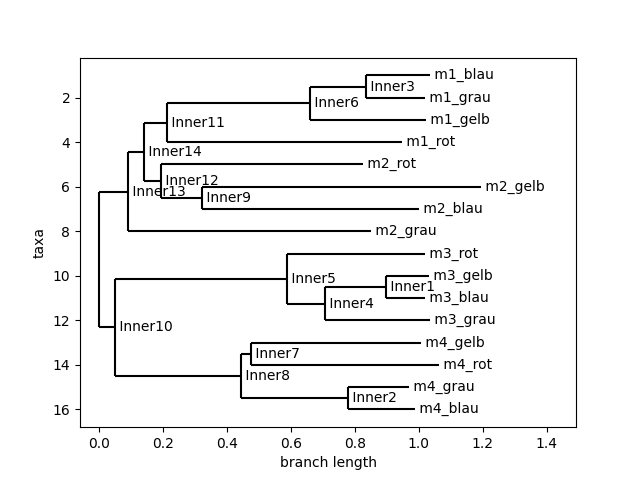 m1_blau
Inner3
m1_grau
2
Inner6
m1_gelb
Inner11
4
m1_rot
Inner14
m2_rot
Inner12
6
m2_gelb
Inner13
Inner9
m2_blau
8
m2_grau
taxa
m3_rot
10
m3_gelb
Inner5
Inner1
m3_blau
Inner4
12
m3_grau
Inner10
m4_gelb
Inner7
14
m4_rot
Inner8
m4_grau
Inner2
16
m4_blau
0.0 0.2 0.4 0.6 0.8 1.0 1.2 1.4
branch length